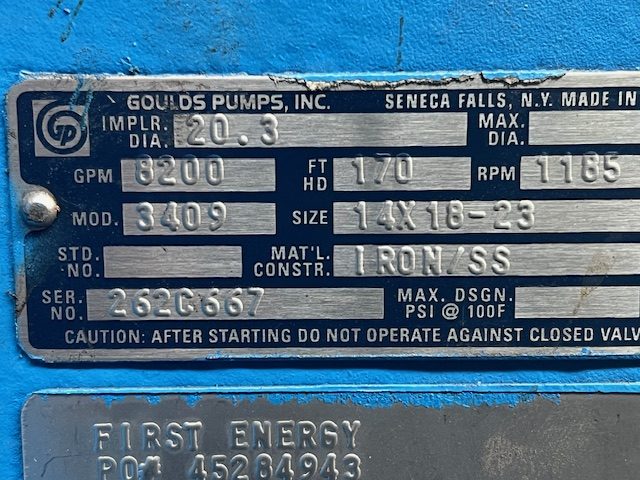 GOULDS PUMPS, INC. SENECA FALLS, N.Y. MADE IN
IMPLR. DIA. 20.3 MAX. DIA.
GPM 8200 FT HD 170 RPM 1185
MOD. 3409 SIZE 14X18-23
STD. NO. MAT'L. CONSTR. IRON/SS
SER. NO. 262C667 MAX. DSGN. PSI @ 100F
CAUTION: AFTER STARTING DO NOT OPERATE AGAINST CLOSED VALV
FIRST ENERGY
PO# 45284943